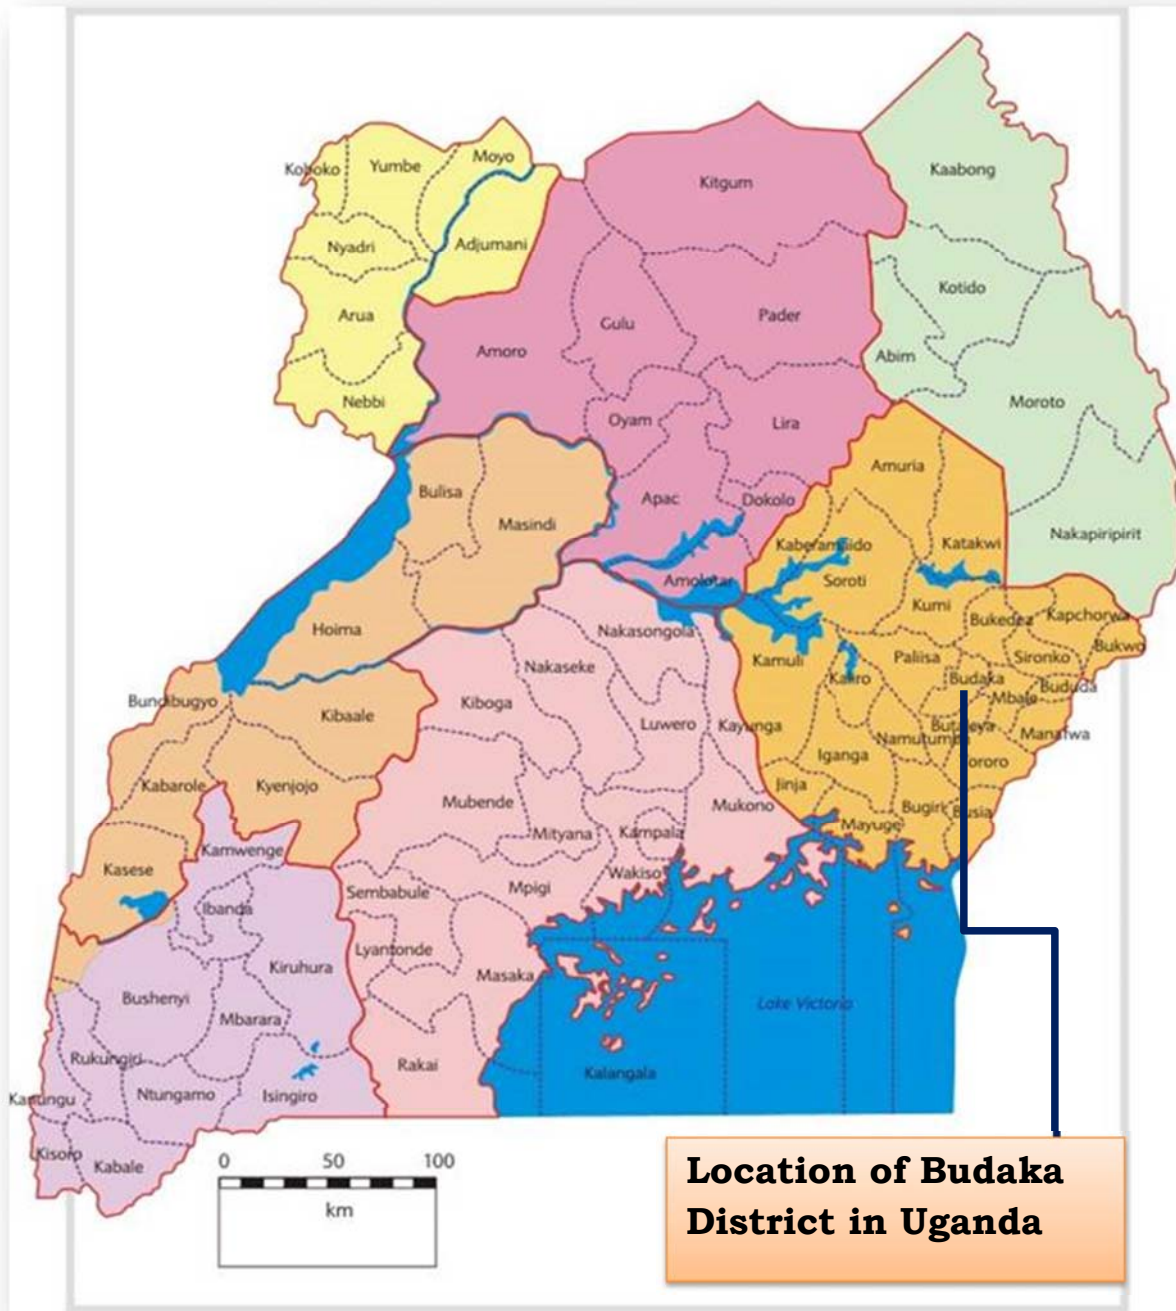 Kaabong
Koboko
Yumbe
Moyo
Kitgum
Nyadri
Adjumani
Kotido
Arua
Gulu
Pader
Amoro
Abim
Nebbi
Moroto
Oyam
Lira
Amuria
Bulisa
Apac
Dokolo
Masindi
Nakapiripirit
Kaberamaido
Katakwi
Soroti
Amolotar
Kumi
Bukedea
Kapchorwa
Hoima
Nakasongola
Bukwo
Paliisa
Sironko
Kamuli
Nakaseke
Kaliro
Budaka
Bududa
Mbale
Bundibugyo
Kiboga
Kibaale
Luwero
Kayunga
Butaleya
Manafwa
Namutumba
Iganga
Tororo
Kabarole
Kyenjojo
Jinja
Mubende
Mukono
Bugiri
Busia
Mityana
Kampala
Mayuge
Kamwenge
Kasese
Wakiso
Sembabule
Mpigi
Ibanda
Lyantonde
Kiruhura
Masaka
Bushenyi
Lake Victoria
Mbarara
Rukungiri
Rakai
Kalangala
Kanungu
Ntungamo
Isingiro
Kisoro
Kabale
0 50 100
km
Location of Budaka
District in Uganda